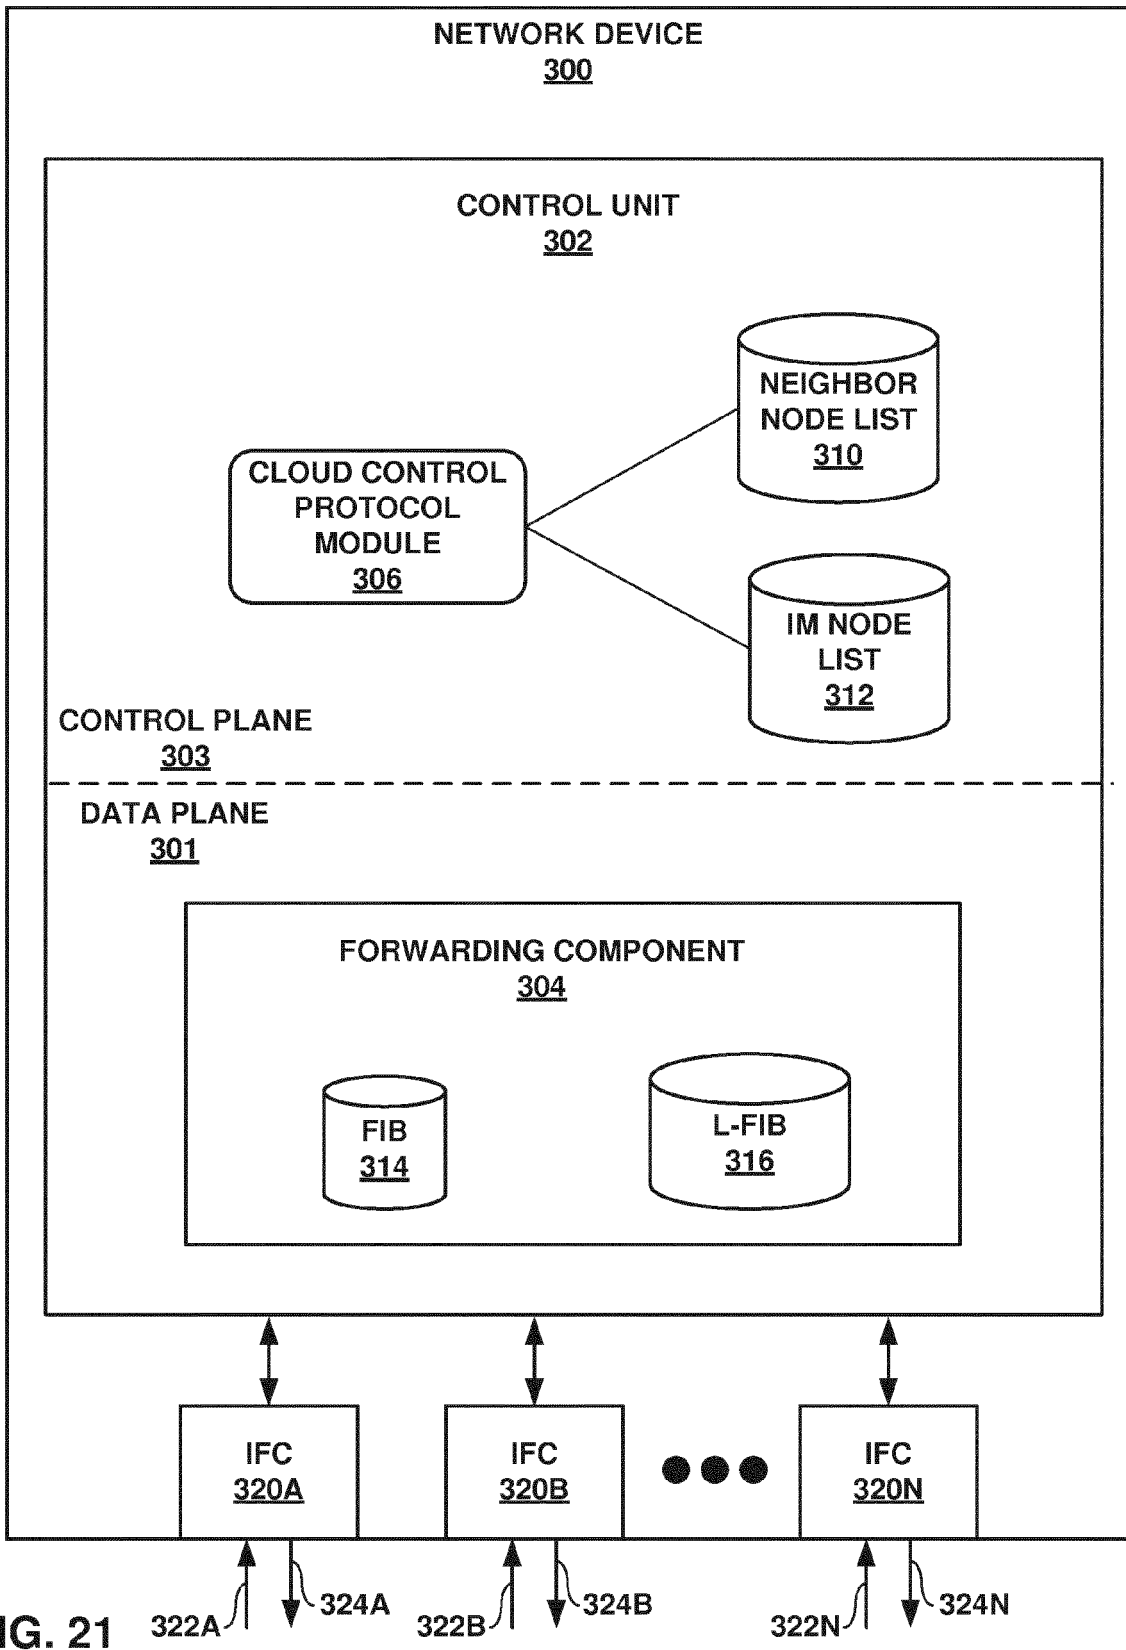 NETWORK DEVICE
300
CONTROL UNIT
302
NEIGHBOR
NODE LIST
310
CLOUD CONTROL
PROTOCOL
MODULE
306
IM NODE
LIST
312
CONTROL PLANE
303
DATA PLANE
301
FORWARDING COMPONENT
304
FIB
314
L-FIB
316
IFC
320A
IFC
320B
IFC
320N
322A
324A
322B
324B
322N
324N
IG. 21